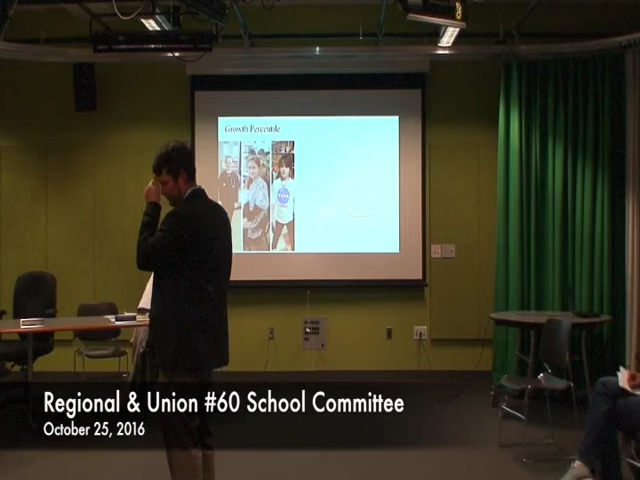 Growth Percentile
Regional & Union #60 School Committee
October 25, 2016